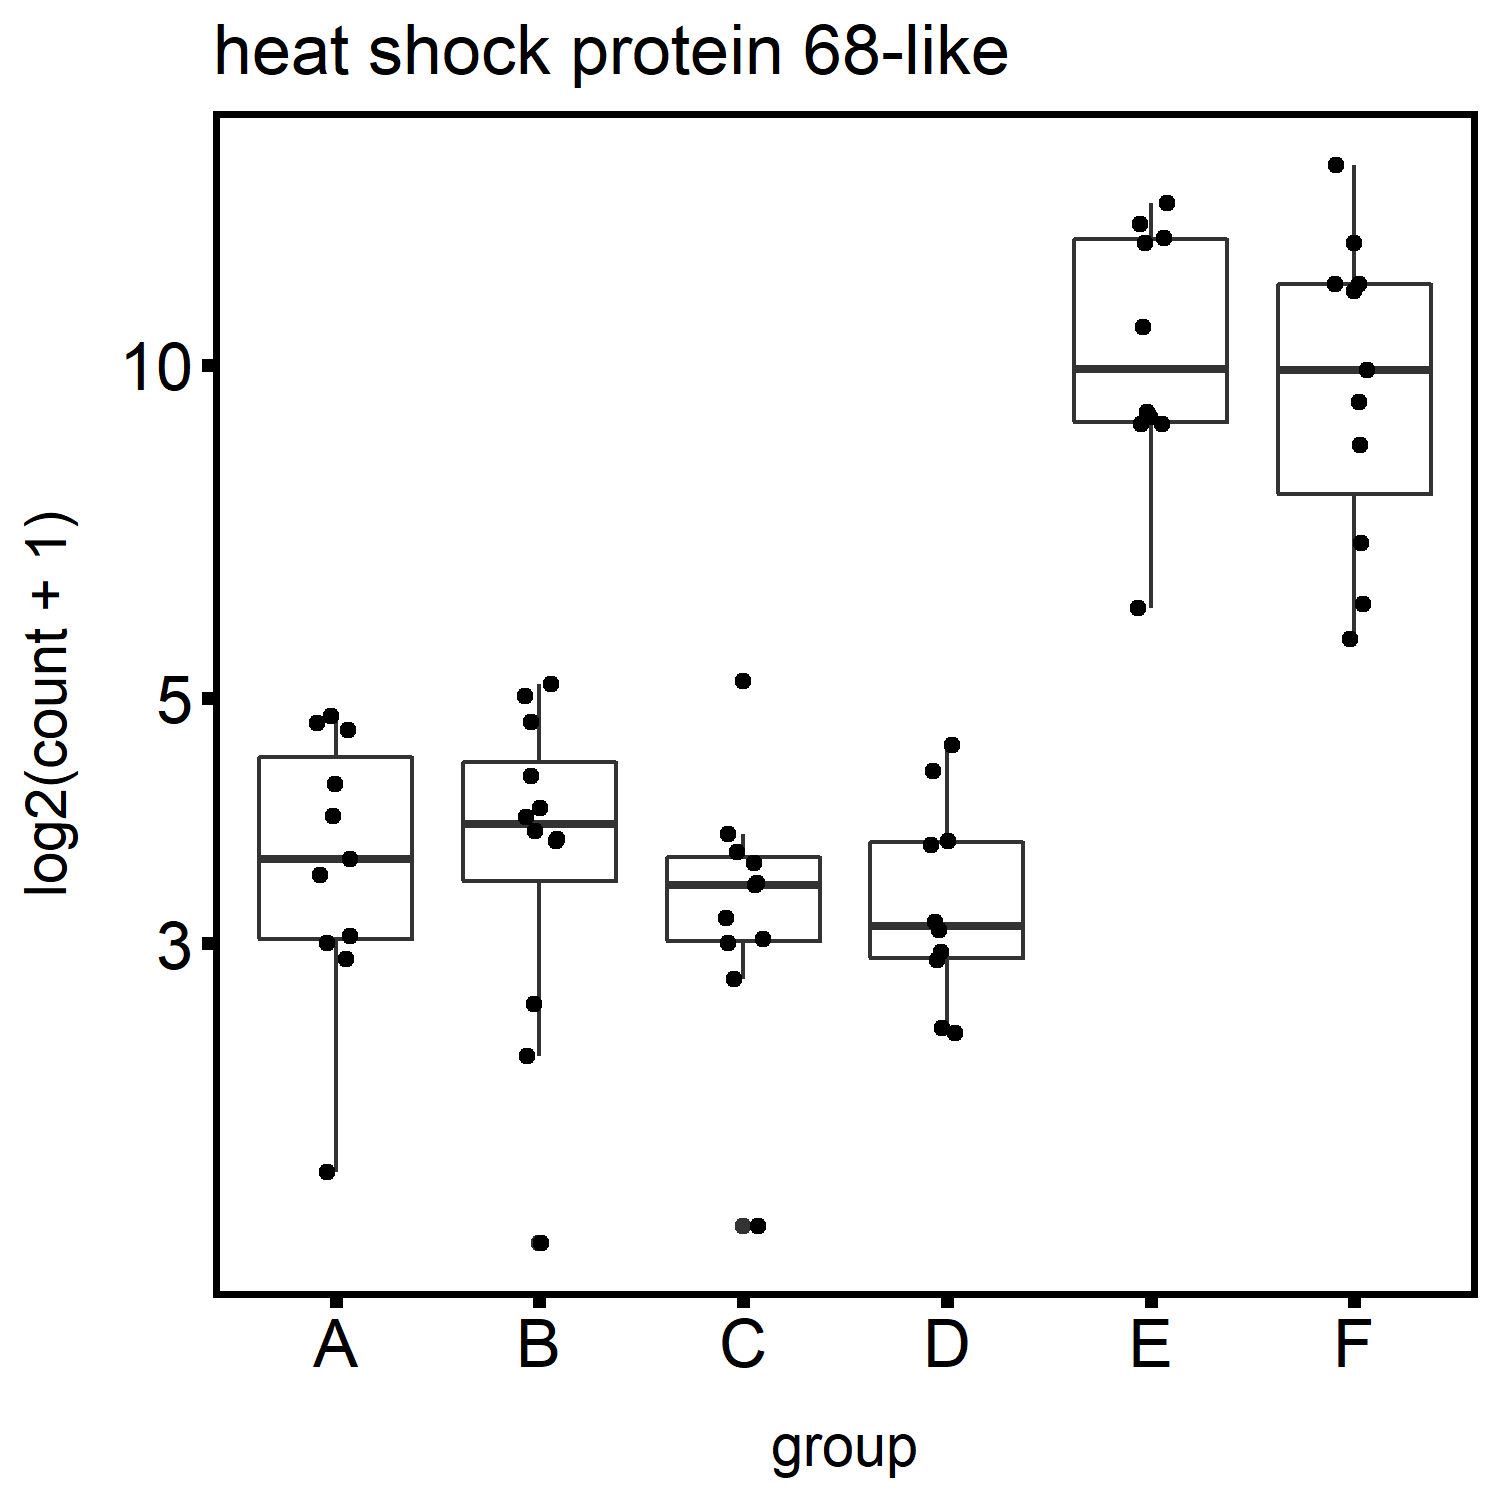 heat shock protein 68-like
log2(count + 1)
10
5
3
A B C D E F
group